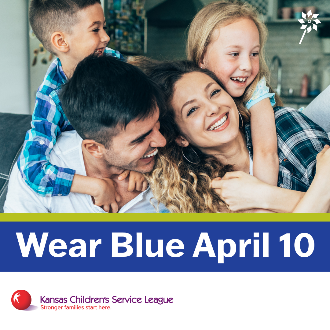 Wear Blue April 10
Kansas Children's Service League
Stronger families start here